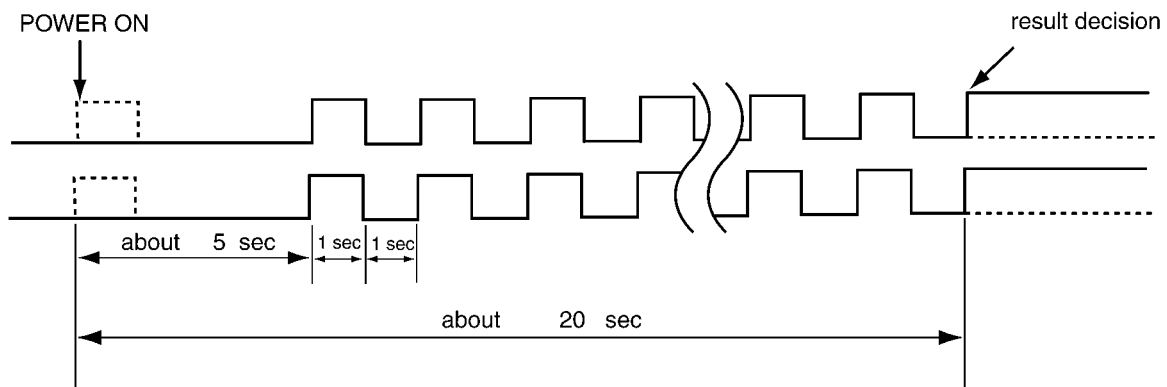 POWER ON
result decision
about 5 sec
1 sec
1 sec
about 20 sec